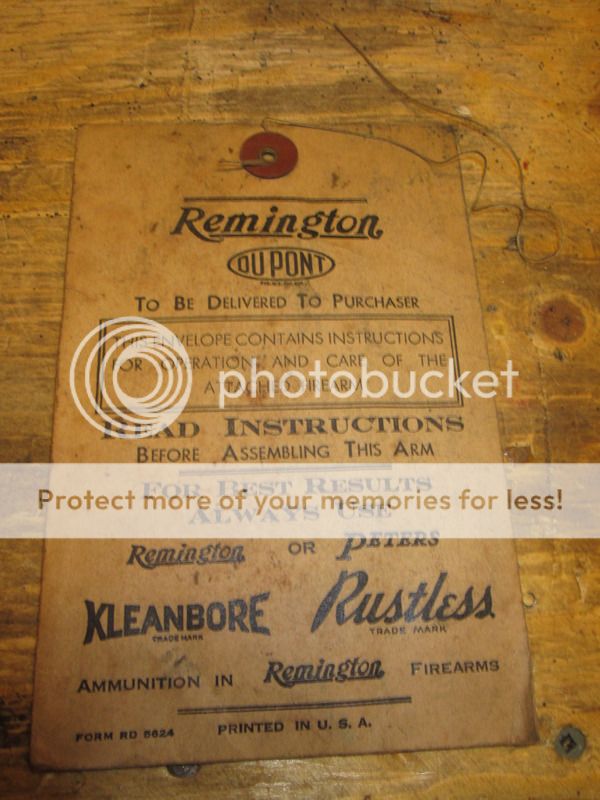 Remington
DU PONT
TO BE DELIVERED TO PURCHASER
THIS ENVELOPE CONTAINS INSTRUCTIONS
FOR OPERATION AND CARE OF THE
ATTACHED FIREARM
photobucket
READ INSTRUCTIONS
BEFORE ASSEMBLING THIS ARM
FOR BEST RESULTS
Protect more of your memories for less!
ALWAYS USE
Remington OR PETERS
KLEANBORE Rustless
TRADE MARK TRADE MARK
AMMUNITION IN Remington FIREARMS
FORM RD 5624 PRINTED IN U. S. A.